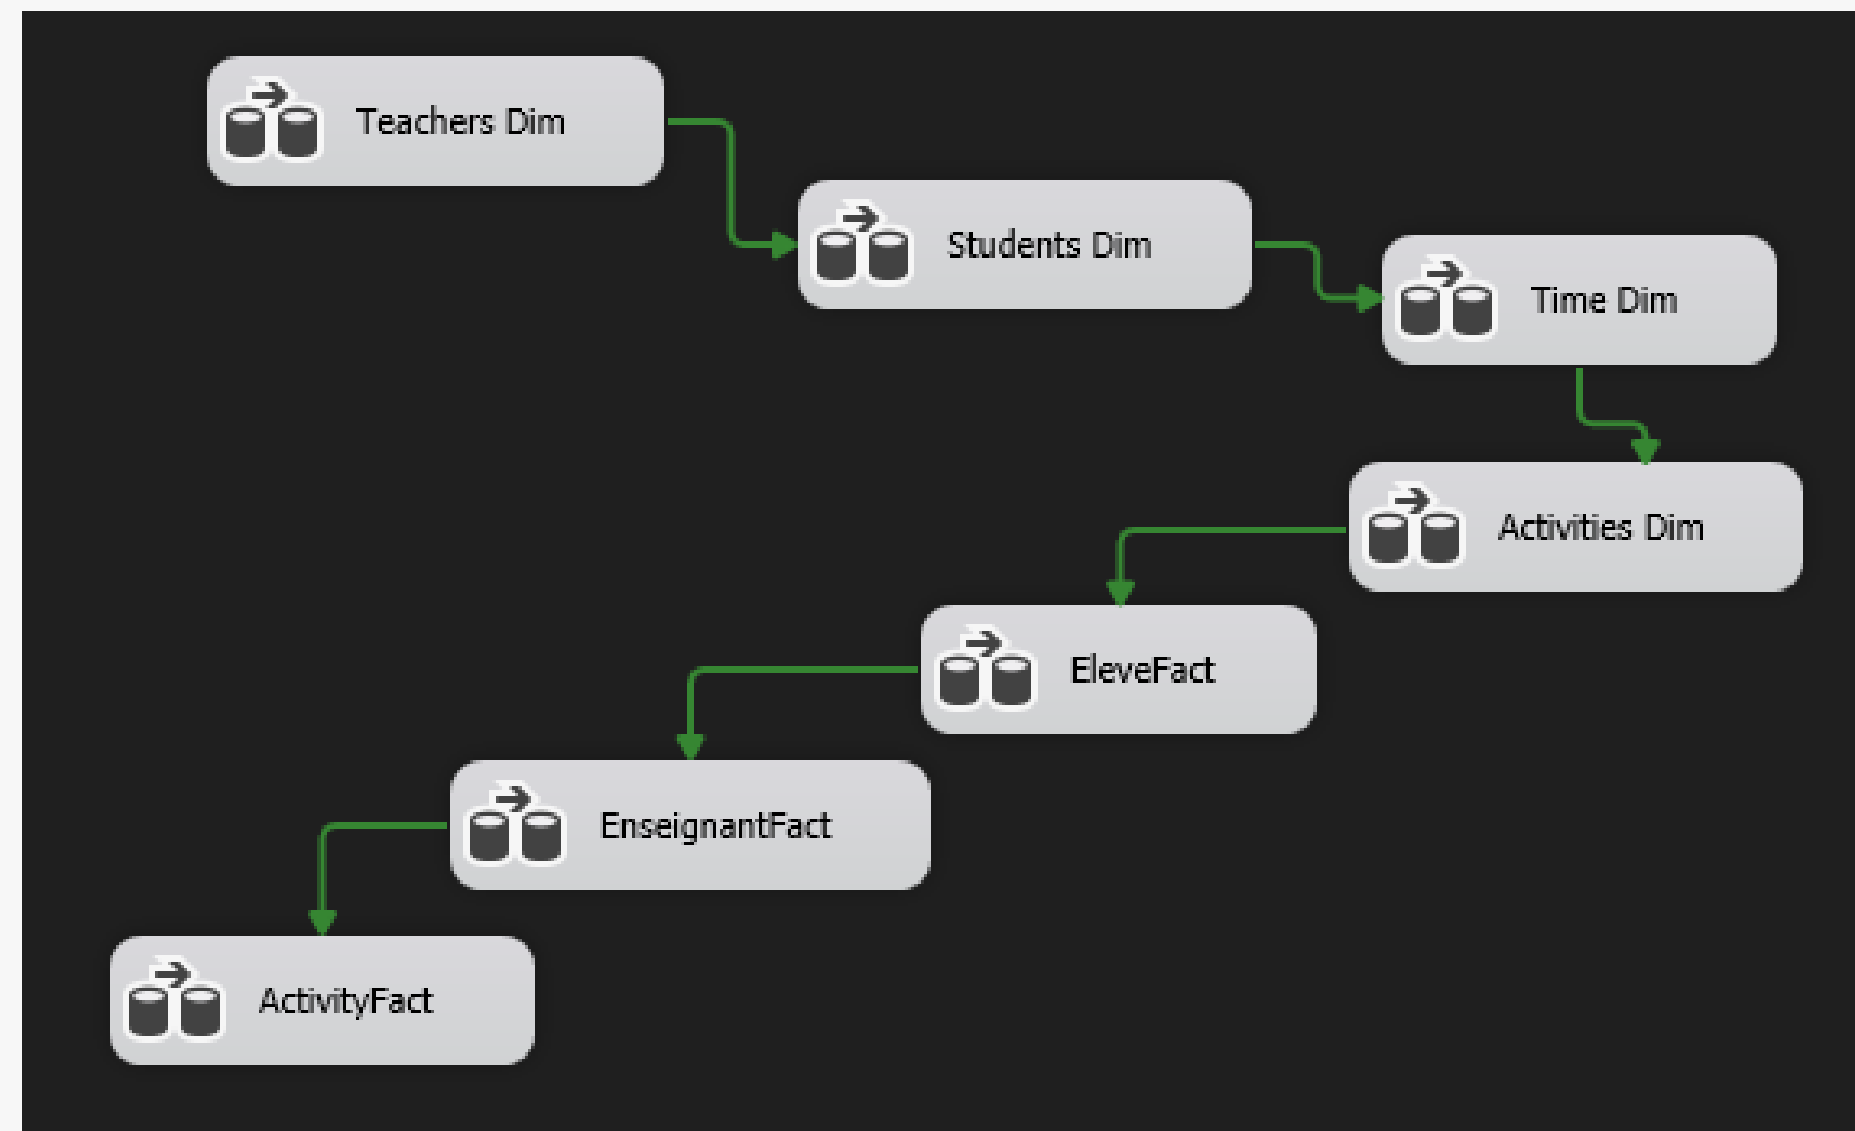 Teachers Dim
Students Dim
Time Dim
Activities Dim
EleveFact
EnseignantFact
ActivityFact